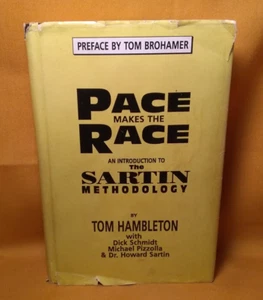 PREFACE BY TOM BROHAMER
PACE
MAKES THE
RACE
AN INTRODUCTION TO
The
SARTIN
METHODOLOGY
BY
TOM HAMBLETON
with
Dick Schmidt
Michael Pizzolla
& Dr. Howard Sartin